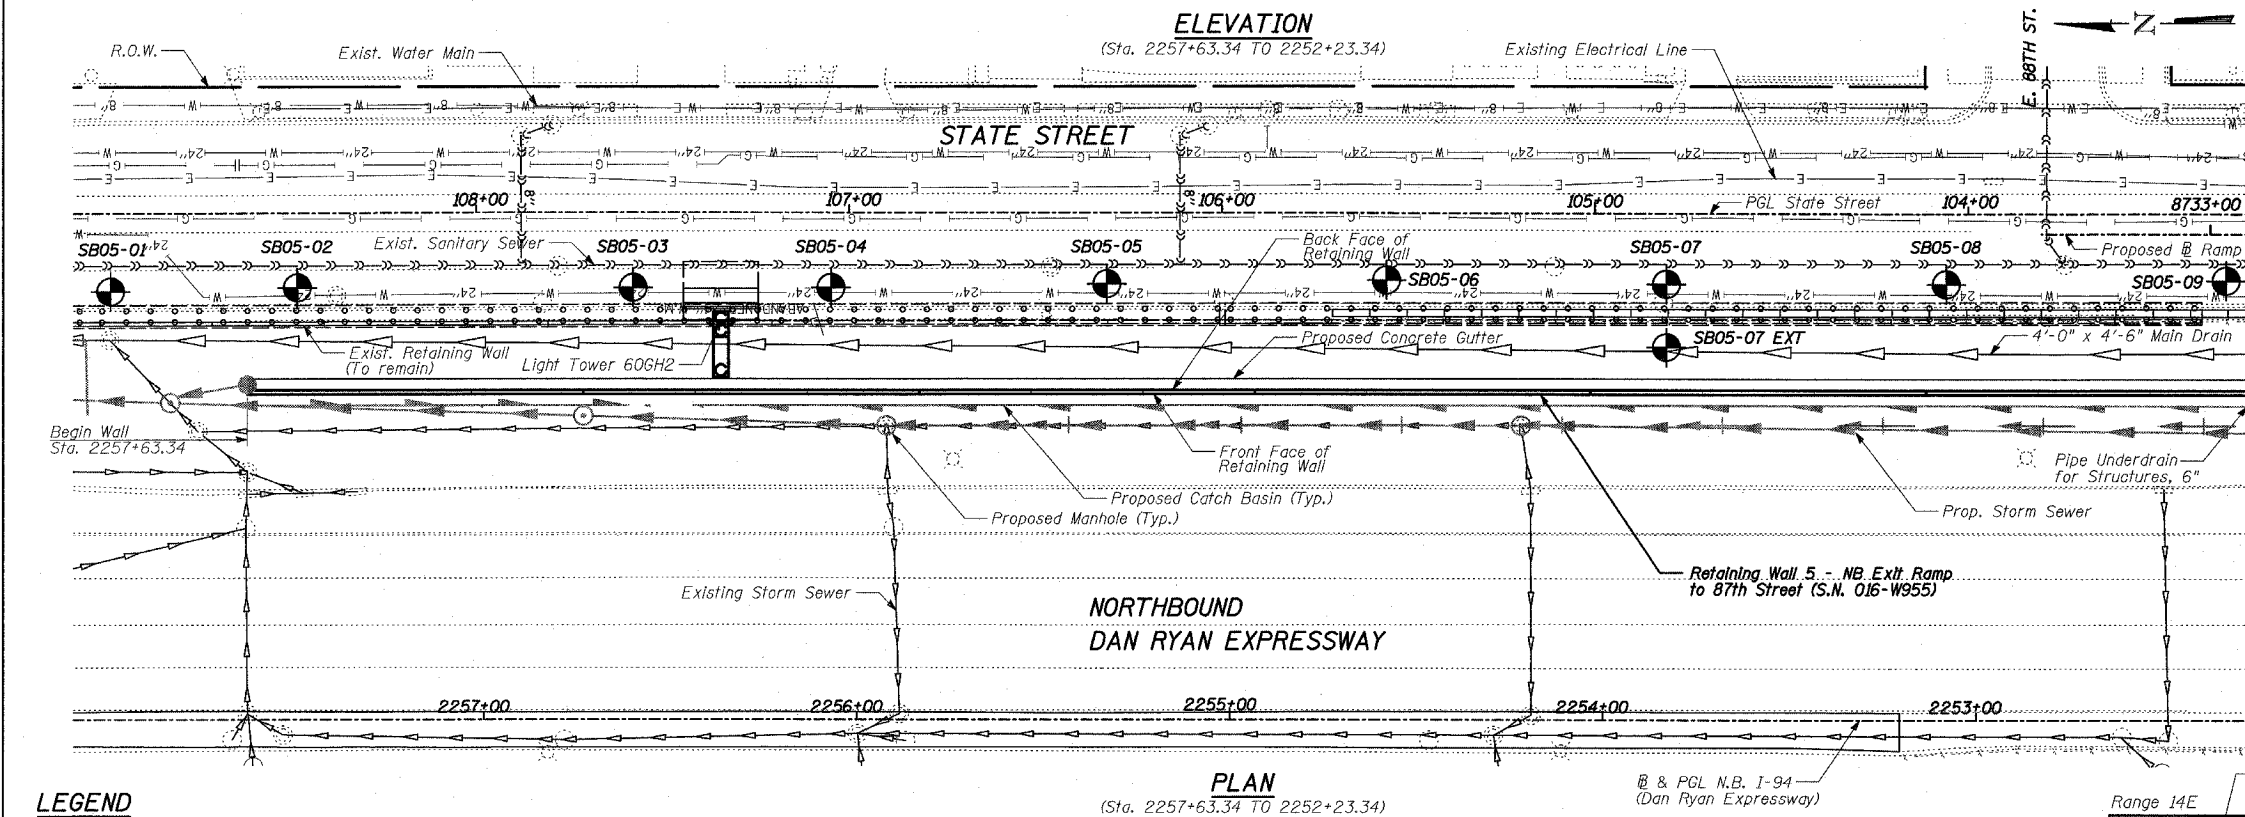 ELEVATION
(Sta. 2257+63.34 TO 2252+23.34)
R.O.W.
Exist. Water Main
Existing Electrical Line
E. 88TH ST.
N
STATE STREET
108+00
107+00
106+00
105+00
PGL State Street
104+00
8733+00
SB05-01
SB05-02
Exist. Sanitary Sewer
SB05-03
SB05-04
SB05-05
Back Face of
Retaining Wall
SB05-06
SB05-07
SB05-08
Proposed ⅊ Ramp
SB05-09
Exist. Retaining Wall
(To remain)
Light Tower 60GH2
Proposed Concrete Gutter
SB05-07 EXT
4'-0" x 4'-6" Main Drain
Begin Wall
Sta. 2257+63.34
Front Face of
Retaining Wall
Pipe Underdrain
for Structures, 6"
Proposed Catch Basin (Typ.)
Proposed Manhole (Typ.)
Prop. Storm Sewer
Existing Storm Sewer
Retaining Wall 5 - NB Exit Ramp
to 87th Street (S.N. 016-W955)
NORTHBOUND
DAN RYAN EXPRESSWAY
2257+00
2256+00
2255+00
2254+00
2253+00
PLAN
(Sta. 2257+63.34 TO 2252+23.34)
⅊ & PGL N.B. I-94
(Dan Ryan Expressway)
LEGEND
Range 14E